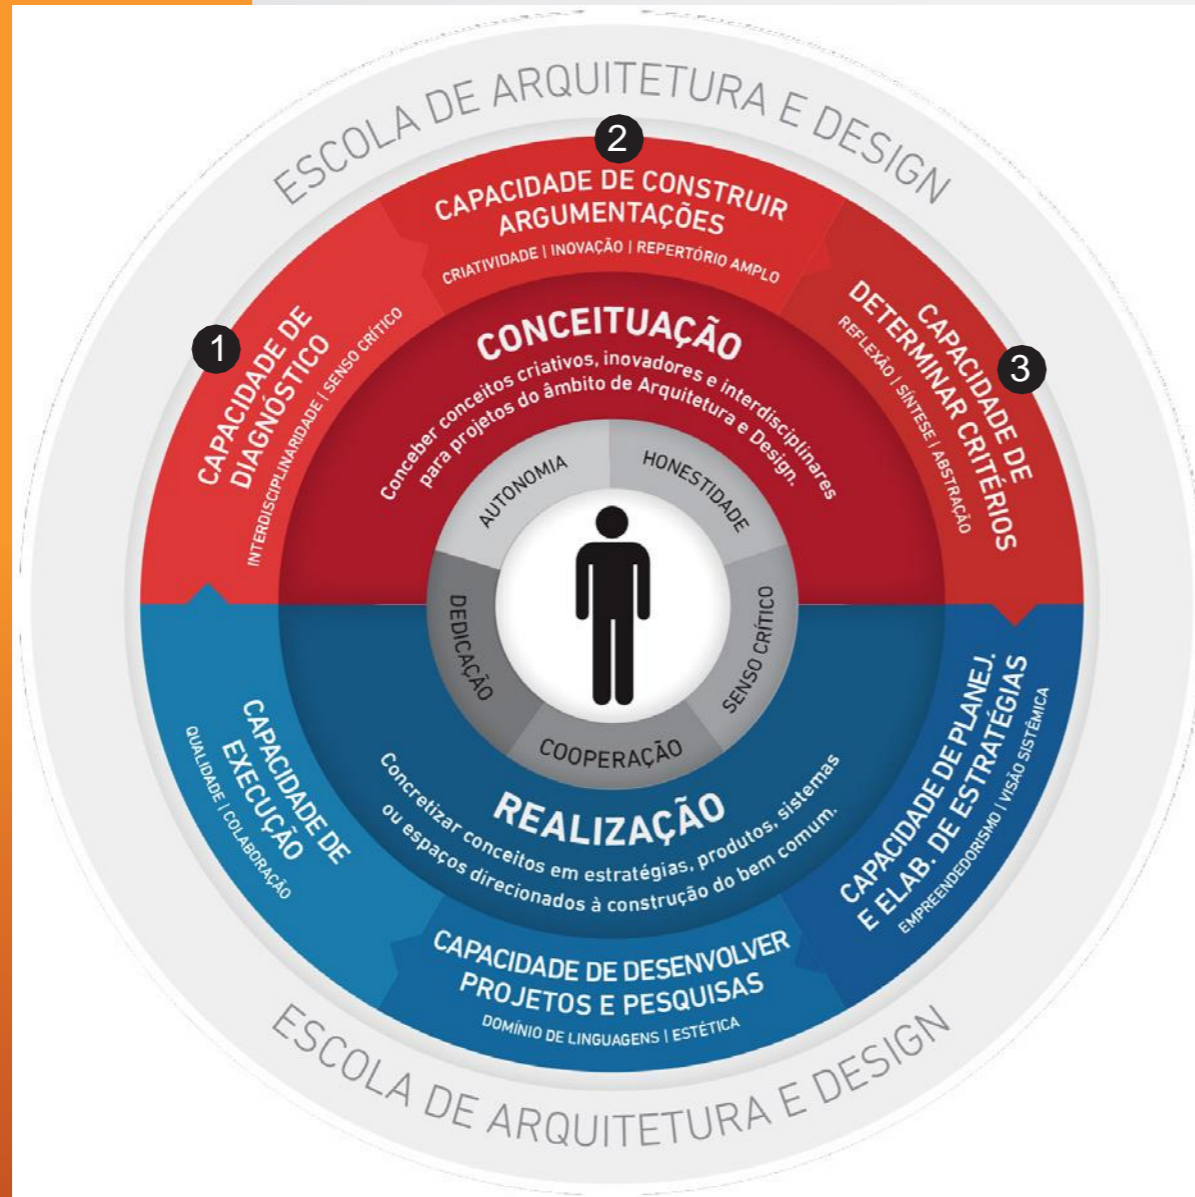 ESCOLA DE ARQUITETURA E DESIGN
1
CAPACIDADE DE
DIAGNÓSTICO
INTERDISCIPLINARIDADE | SENSO CRÍTICO
2
CAPACIDADE DE CONSTRUIR
ARGUMENTAÇÕES
CRIATIVIDADE | INOVAÇÃO | REPERTÓRIO AMPLO
3
CAPACIDADE DE
DETERMINAR CRITÉRIOS
REFLEXÃO | SÍNTESE | ABSTRAÇÃO
CONCEITUAÇÃO
Conceber conceitos criativos, inovadores e interdisciplinares
para projetos do âmbito de Arquitetura e Design.
AUTONOMIA
HONESTIDADE
SENSO CRÍTICO
COOPERAÇÃO
DEDICAÇÃO
REALIZAÇÃO
Concretizar conceitos em estratégias, produtos, sistemas
ou espaços direcionados à construção do bem comum.
CAPACIDADE DE PLANEJ.
E ELAB. DE ESTRATÉGIAS
EMPREENDEDORISMO | VISÃO SISTÊMICA
CAPACIDADE DE DESENVOLVER
PROJETOS E PESQUISAS
DOMÍNIO DE LINGUAGENS | ESTÉTICA
CAPACIDADE DE
EXECUÇÃO
QUALIDADE | COLABORAÇÃO
ESCOLA DE ARQUITETURA E DESIGN